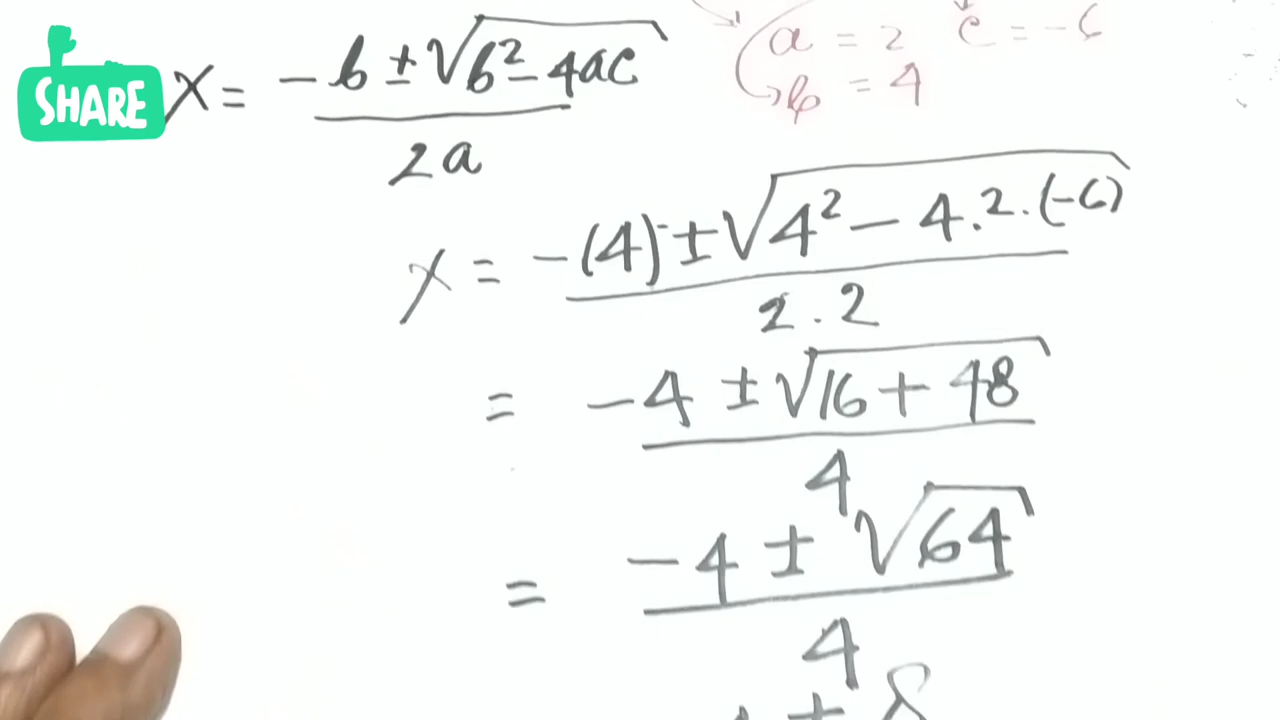 SHARE
a = 2 c = -6
b = 4
x = -b ± √b² - 4ac
2a
x = -(4) ± √4² - 4.2.(-6)
2.2
= -4 ± √16 + 48
4
= -4 ± √64
4
± 8